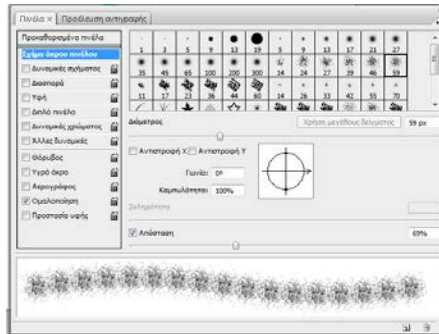 Πινέλα × Προέλευση αντιγραφής
Προκαθορισμένα πινέλα
Σχήμα άκρου πινέλου
Δυναμικές σχήματος
Διασπορά
Υφή
Διπλό πινέλο
Δυναμικές χρώματος
Άλλες δυναμικές
Θόρυβος
Υγρά άκρα
Αερογράφος
Ομαλοποίηση
Προστασία υφής
1 3 5 9 13 19 5 9 13 17 21 27
35 45 65 100 200 300 14 24 27 39 46 59
11 17 23 36 44 60 14 26 33 42 55 70
Διάμετρος Χρήση μεγέθους δείγματος 59 px
Αντιστροφή X Αντιστροφή Y
Γωνία: 0º
Καμπυλότητα: 100%
Σκληρότητα
Απόσταση 69%